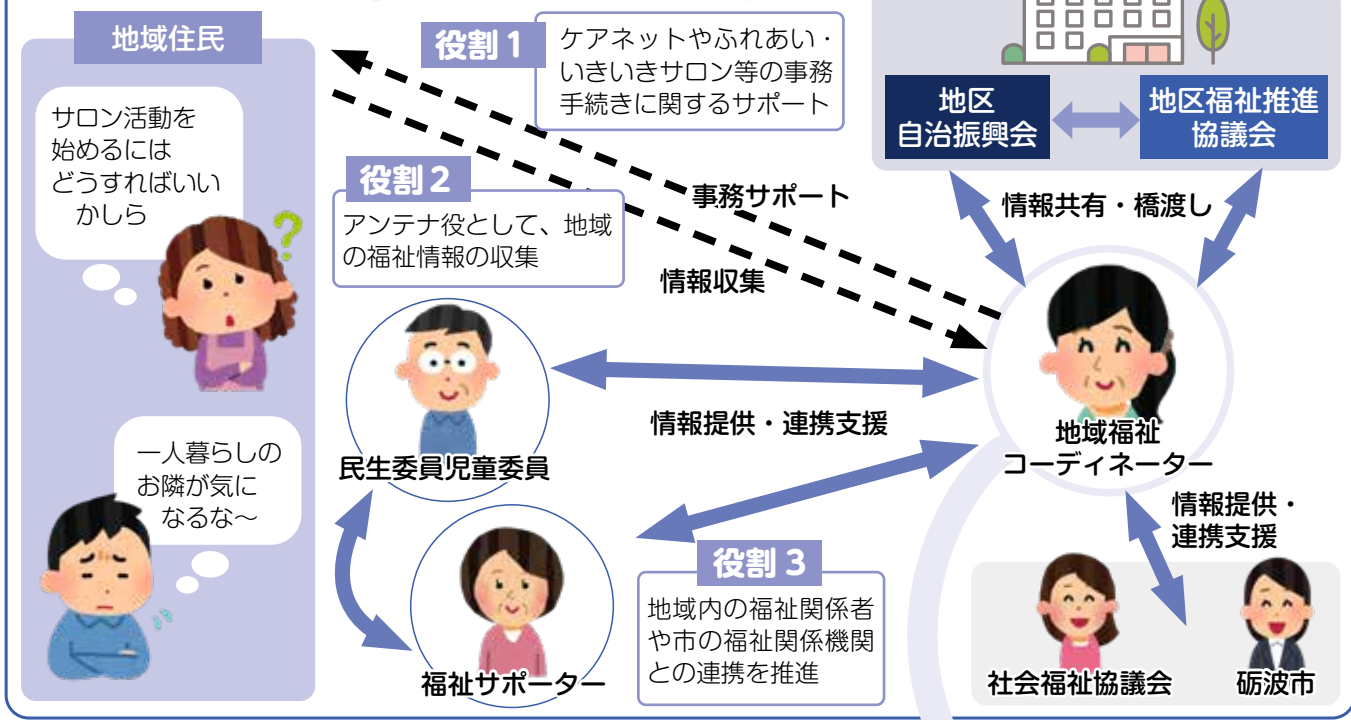 地域住民
サロン活動を
始めるには
どうすればいい
かしら
一人暮らしの
お隣が気に
なるな〜
役割1
ケアネットやふれあい・
いきいきサロン等の事務
手続きに関するサポート
役割2
アンテナ役として、地域
の福祉情報の収集
事務サポート
情報収集
地区
自治振興会
地区福祉推進
協議会
情報共有・橋渡し
民生委員児童委員
情報提供・連携支援
地域福祉
コーディネーター
福祉サポーター
役割3
地域内の福祉関係者
や市の福祉関係機関
との連携を推進
情報提供・
連携支援
社会福祉協議会
砺波市